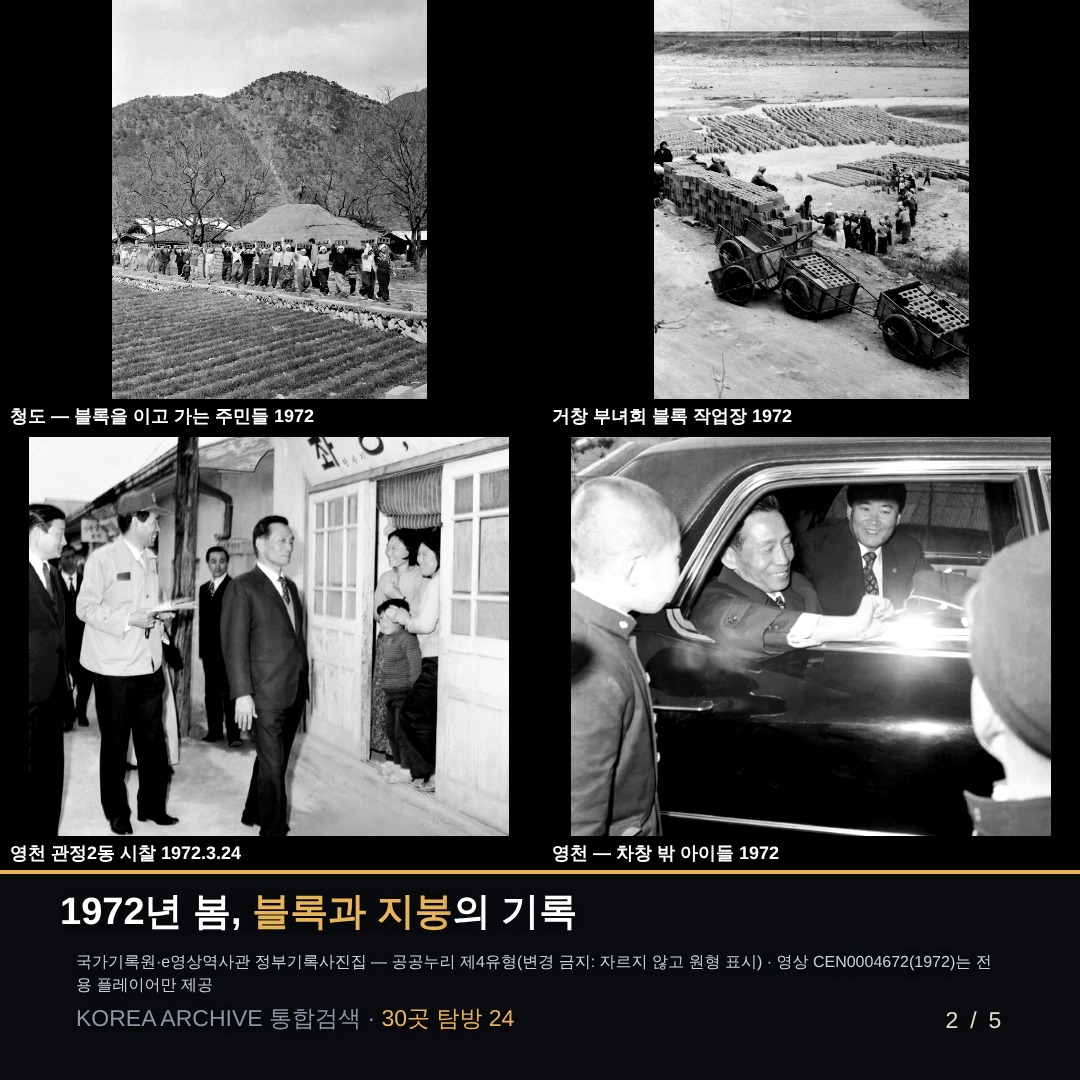 청도 — 블록을 이고 가는 주민들 1972
거창 부녀회 블록 작업장 1972
영천 관정2동 시찰 1972.3.24
영천 — 차창 밖 아이들 1972
1972년 봄, 블록과 지붕의 기록
국가기록원·e영상역사관 정부기록사진집 — 공공누리 제4유형(변경 금지: 자르지 않고 원형 표시) · 영상 CEN0004672(1972)는 전
용 플레이어만 제공
KOREA ARCHIVE 통합검색 · 30곳 탐방 24
2 / 5